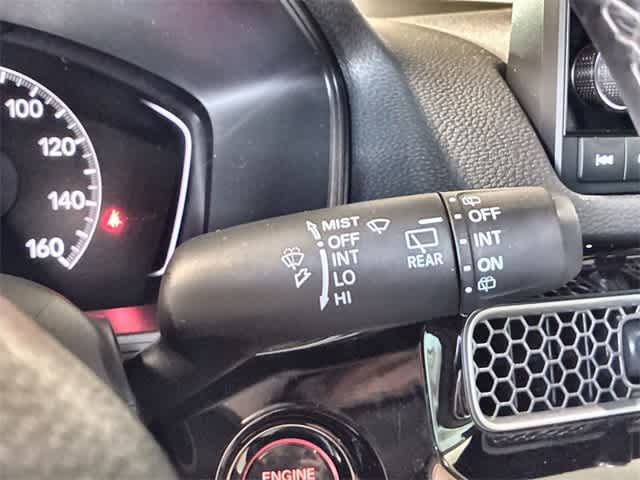 100
120
140
160
MIST
OFF
INT
LO
HI
REAR
OFF
INT
ON
ENGINE